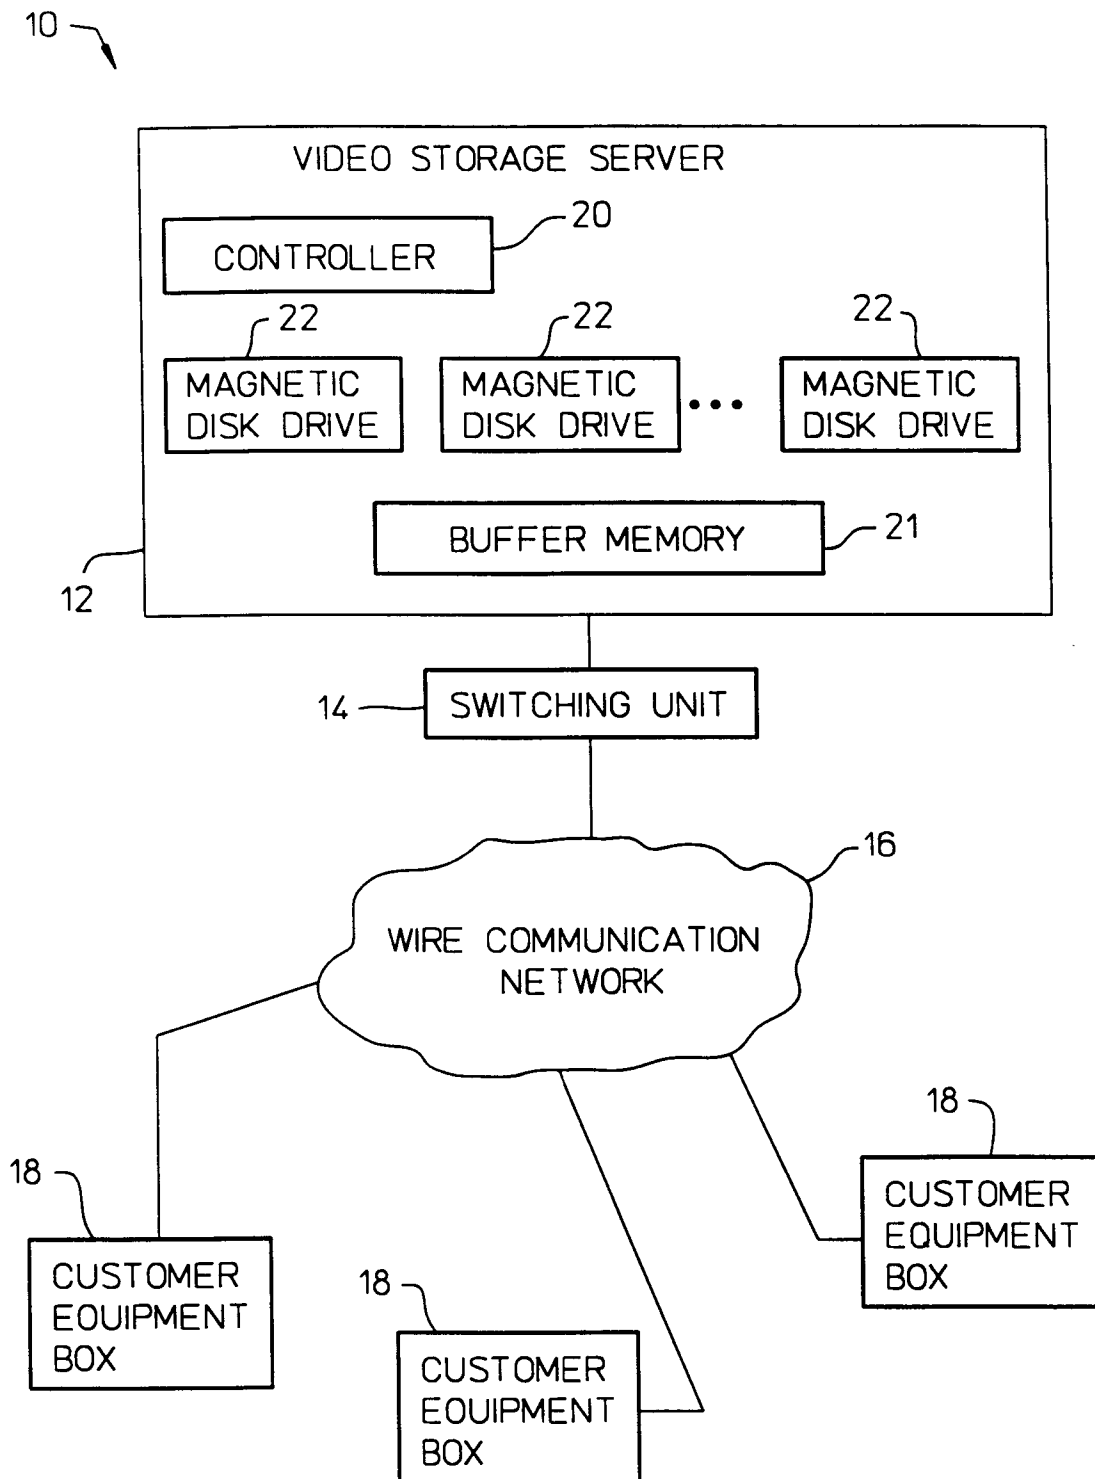 10
VIDEO STORAGE SERVER
20
CONTROLLER
22
22
22
MAGNETIC
DISK DRIVE
MAGNETIC
DISK DRIVE
•••
MAGNETIC
DISK DRIVE
BUFFER MEMORY
21
12
14
SWITCHING UNIT
16
WIRE COMMUNICATION
NETWORK
18
CUSTOMER
EQUIPMENT
BOX
18
CUSTOMER
EQUIPMENT
BOX
18
CUSTOMER
EQUIPMENT
BOX